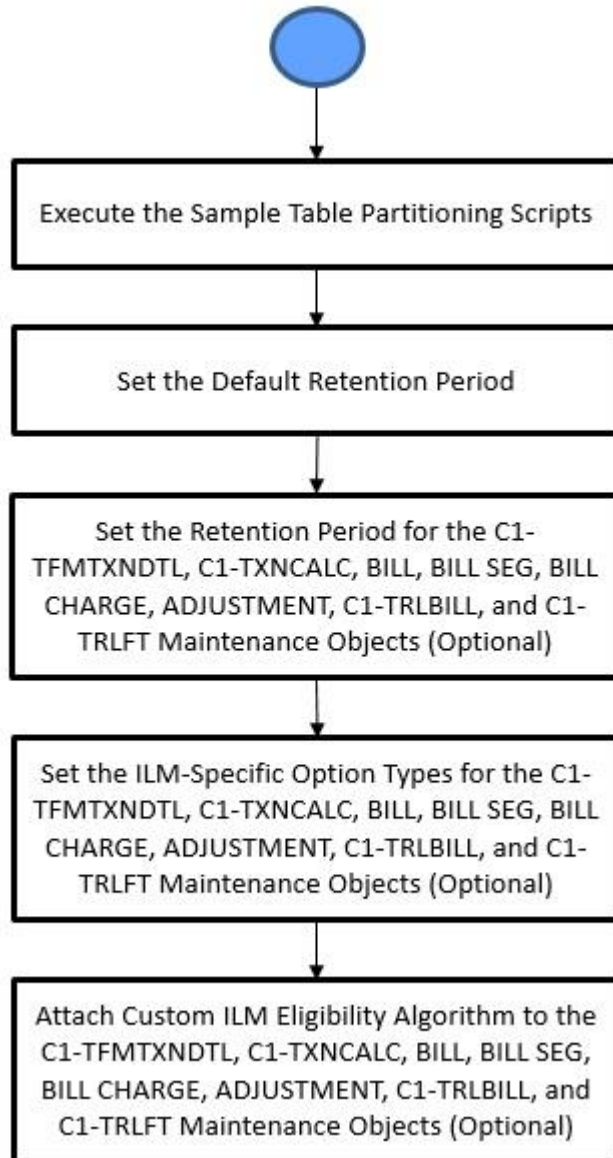 Execute the Sample Table Partitioning Scripts
Set the Default Retention Period
Set the Retention Period for the C1-
TFMTXNDTL, C1-TXNCALC, BILL, BILL SEG, BILL
CHARGE, ADJUSTMENT, C1-TRLBILL, and C1-
TRLFT Maintenance Objects (Optional)
Set the ILM-Specific Option Types for the C1-
TFMTXNDTL, C1-TXNCALC, BILL, BILL SEG, BILL
CHARGE, ADJUSTMENT, C1-TRLBILL, and C1-
TRLFT Maintenance Objects (Optional)
Attach Custom ILM Eligibility Algorithm to the
C1-TFMTXNDTL, C1-TXNCALC, BILL, BILL SEG,
BILL CHARGE, ADJUSTMENT, C1-TRLBILL, and
C1-TRLFT Maintenance Objects (Optional)